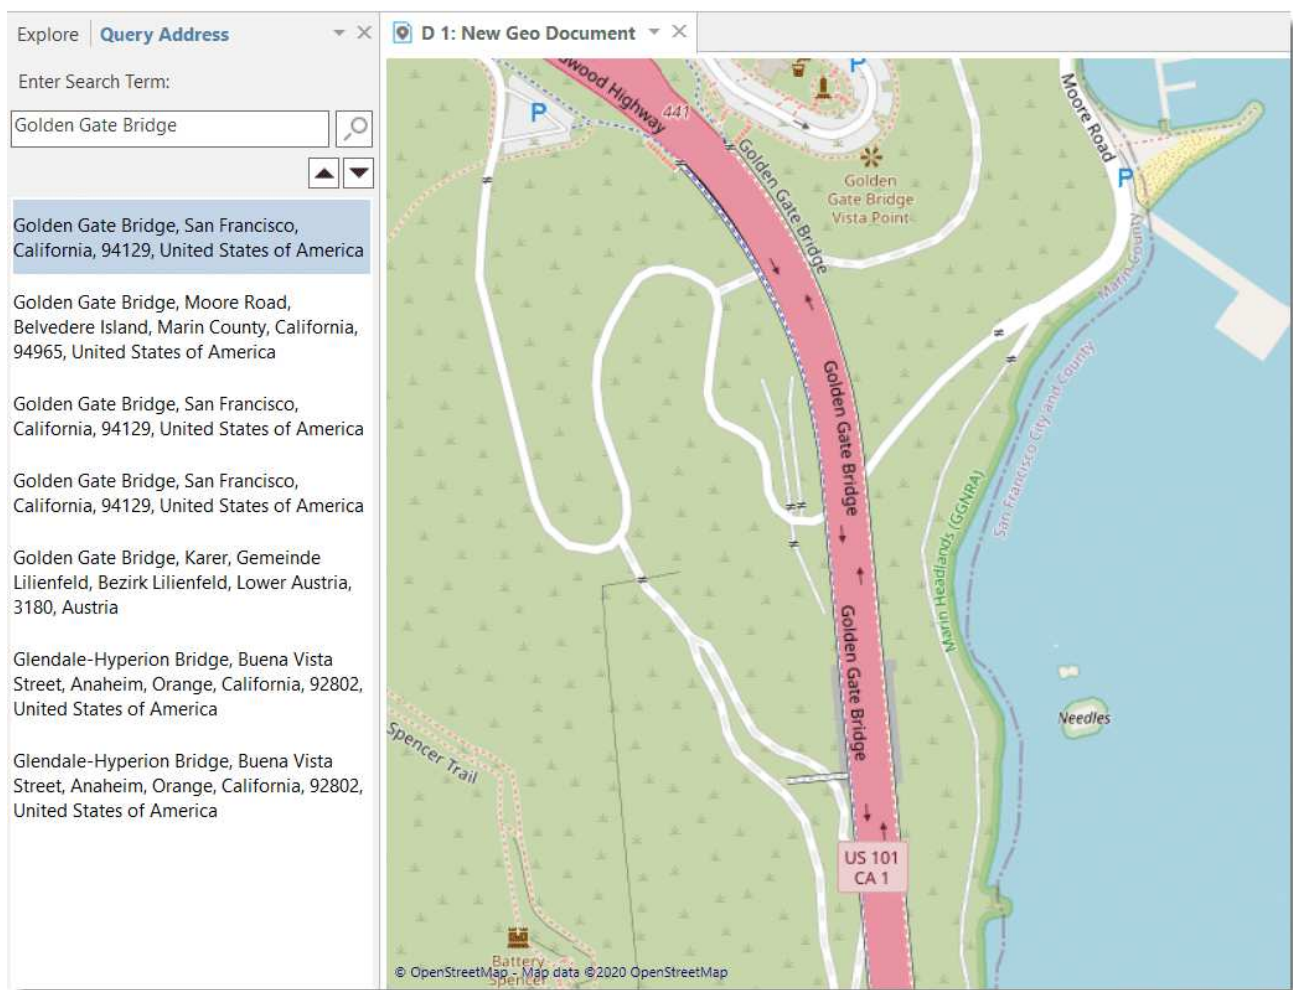 Explore
Query Address
D 1: New Geo Document
Enter Search Term:
Golden Gate Bridge
Golden Gate Bridge, San Francisco,
California, 94129, United States of America
Golden Gate Bridge, Moore Road,
Belvedere Island, Marin County, California,
94965, United States of America
Golden Gate Bridge, San Francisco,
California, 94129, United States of America
Golden Gate Bridge, San Francisco,
California, 94129, United States of America
Golden Gate Bridge, Karer, Gemeinde
Lilienfeld, Bezirk Lilienfeld, Lower Austria,
3180, Austria
Glendale-Hyperion Bridge, Buena Vista
Street, Anaheim, Orange, California, 92802,
United States of America
Glendale-Hyperion Bridge, Buena Vista
Street, Anaheim, Orange, California, 92802,
United States of America
P
P
Highway
441
Moore Road
Golden Gate Bridge
Golden
Gate Bridge
Vista Point
P
Marin County
San Francisco City and County
Golden Gate Bridge
Marin Headlands (GGNRA)
Golden Gate Bridge
Needles
Spencer Trail
US 101
CA 1
Battery
Spencer
© OpenStreetMap - Map data ©2020 OpenStreetMap